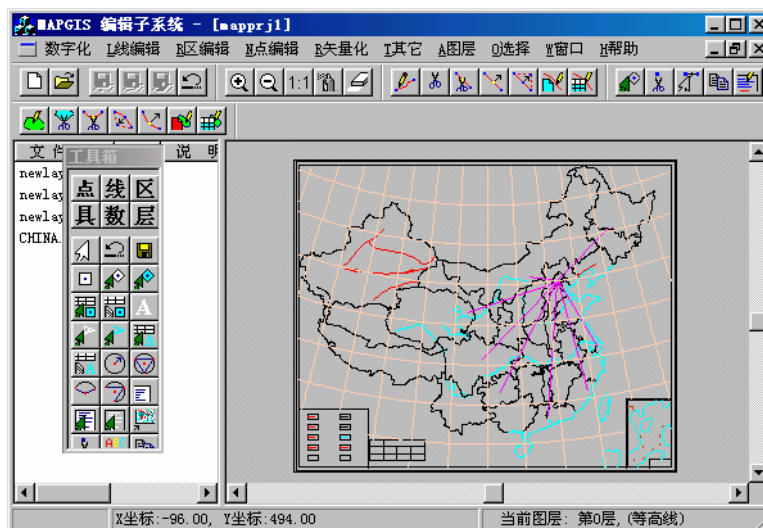 MAPGIS 编辑子系统 - [mapprj1]
数字化 L线编辑 R区编辑 N点编辑 R矢量化 T其它 A图层 O选择 W窗口 H帮助
1:1
文件 说明
工具箱
newlay
newlay
newlay
CHINA.
点 线 区
具 数 层
A
A
ABC
X坐标:-96.00, Y坐标:494.00
当前图层: 第0层, (等高线)